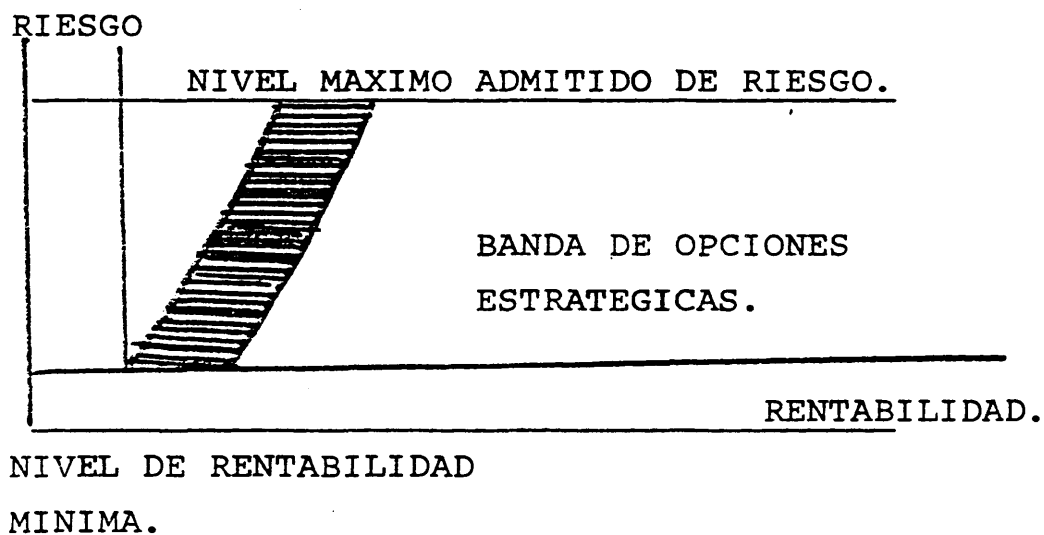 RIESGO
NIVEL MAXIMO ADMITIDO DE RIESGO.
BANDA DE OPCIONES
ESTRATEGICAS.
RENTABILIDAD.
NIVEL DE RENTABILIDAD
MINIMA.